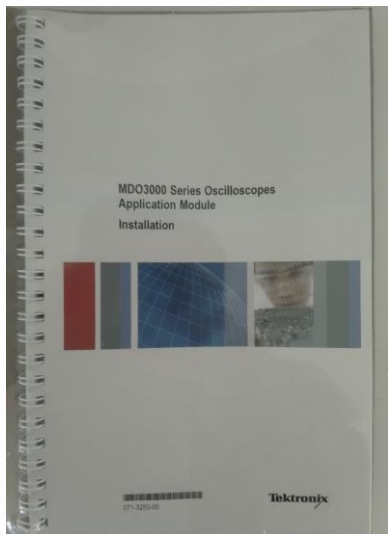 MDO3000 Series Oscilloscopes
Application Module
Installation
071-3250-00
Tektronix